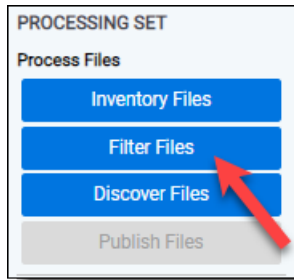 PROCESSING SET
Process Files
Inventory Files
Filter Files
Discover Files
Publish Files